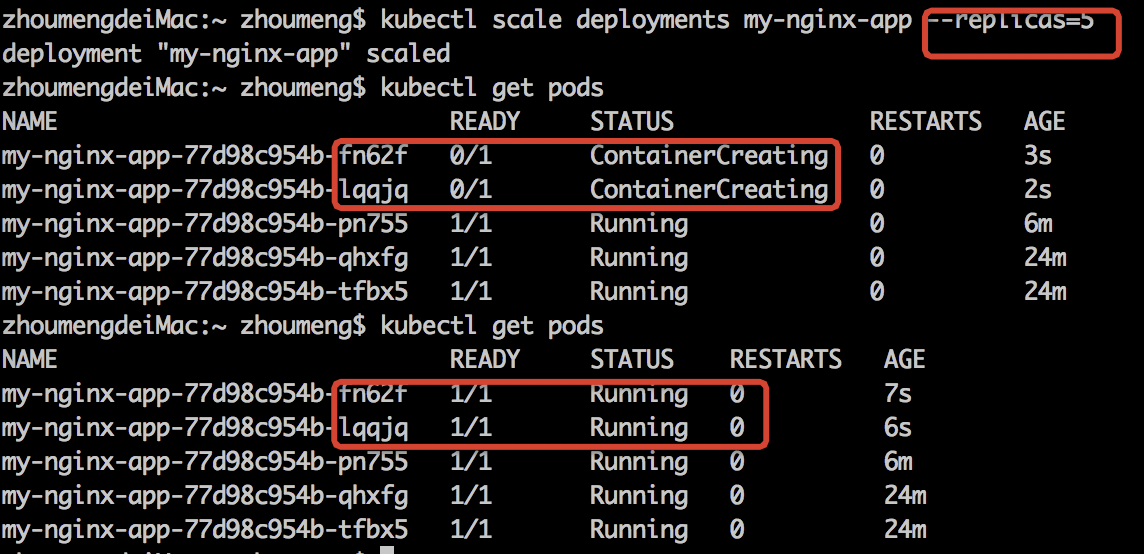 zhoumengdeiMac:~ zhoumeng$ kubectl scale deployments my-nginx-app --replicas=5
deployment "my-nginx-app" scaled
zhoumengdeiMac:~ zhoumeng$ kubectl get pods
NAME READY STATUS RESTARTS AGE
my-nginx-app-77d98c954b-fn62f 0/1 ContainerCreating 0 3s
my-nginx-app-77d98c954b-lqqjq 0/1 ContainerCreating 0 2s
my-nginx-app-77d98c954b-pn755 1/1 Running 0 6m
my-nginx-app-77d98c954b-qhxfg 1/1 Running 0 24m
my-nginx-app-77d98c954b-tfbx5 1/1 Running 0 24m
zhoumengdeiMac:~ zhoumeng$ kubectl get pods
NAME READY STATUS RESTARTS AGE
my-nginx-app-77d98c954b-fn62f 1/1 Running 0 7s
my-nginx-app-77d98c954b-lqqjq 1/1 Running 0 6s
my-nginx-app-77d98c954b-pn755 1/1 Running 0 6m
my-nginx-app-77d98c954b-qhxfg 1/1 Running 0 24m
my-nginx-app-77d98c954b-tfbx5 1/1 Running 0 24m